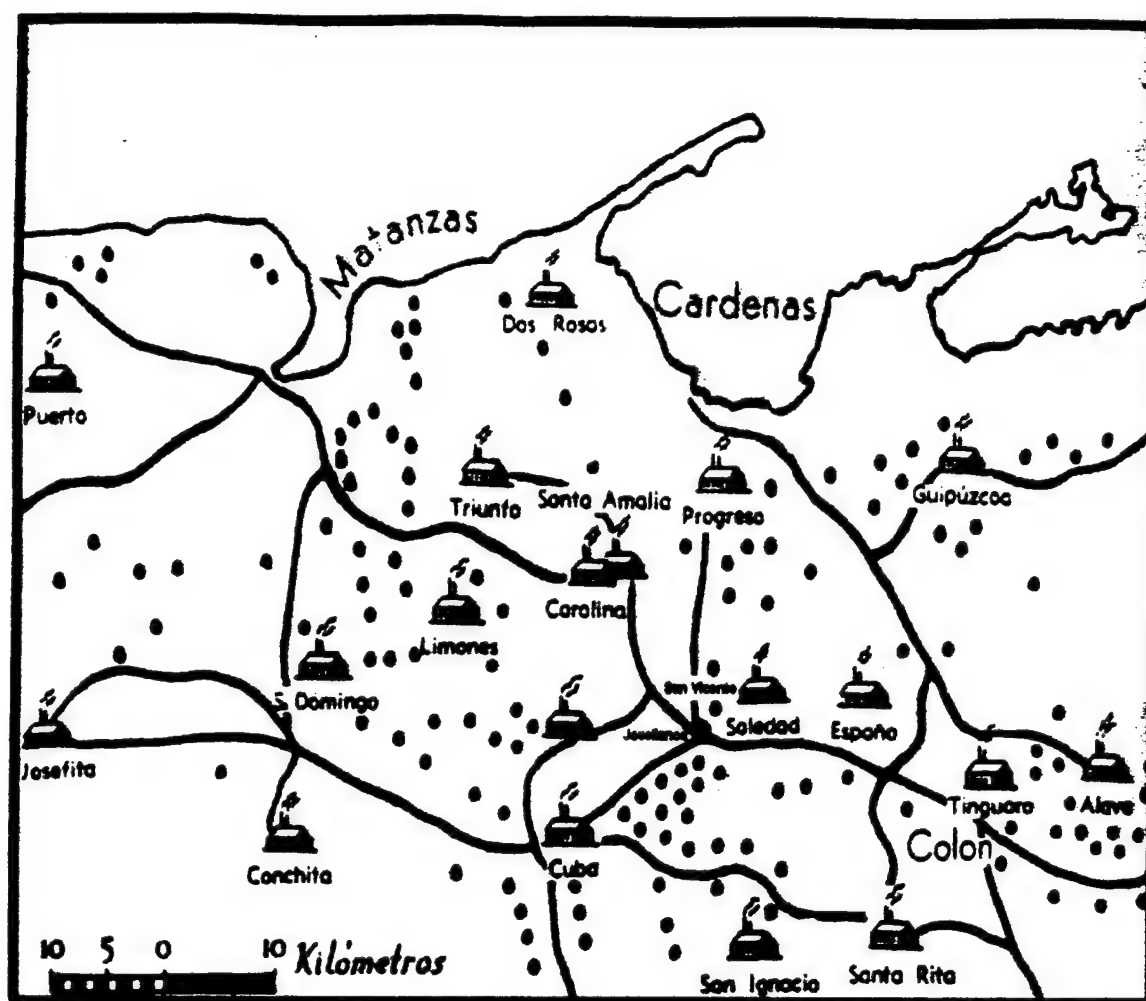 Matanzas
Cardenas
Dos Rosas
Puerto
Triunfo
Santa Amalia
Progreso
Guipúzcoa
Carolina
Limones
S. Domingo
San Vicente
Jovellanos
Soledad
España
Josefita
Tinguaro
Alava
Conchita
Cuba
Colón
San Ignacio
Santa Rita
10 5 0 10 Kilómetros